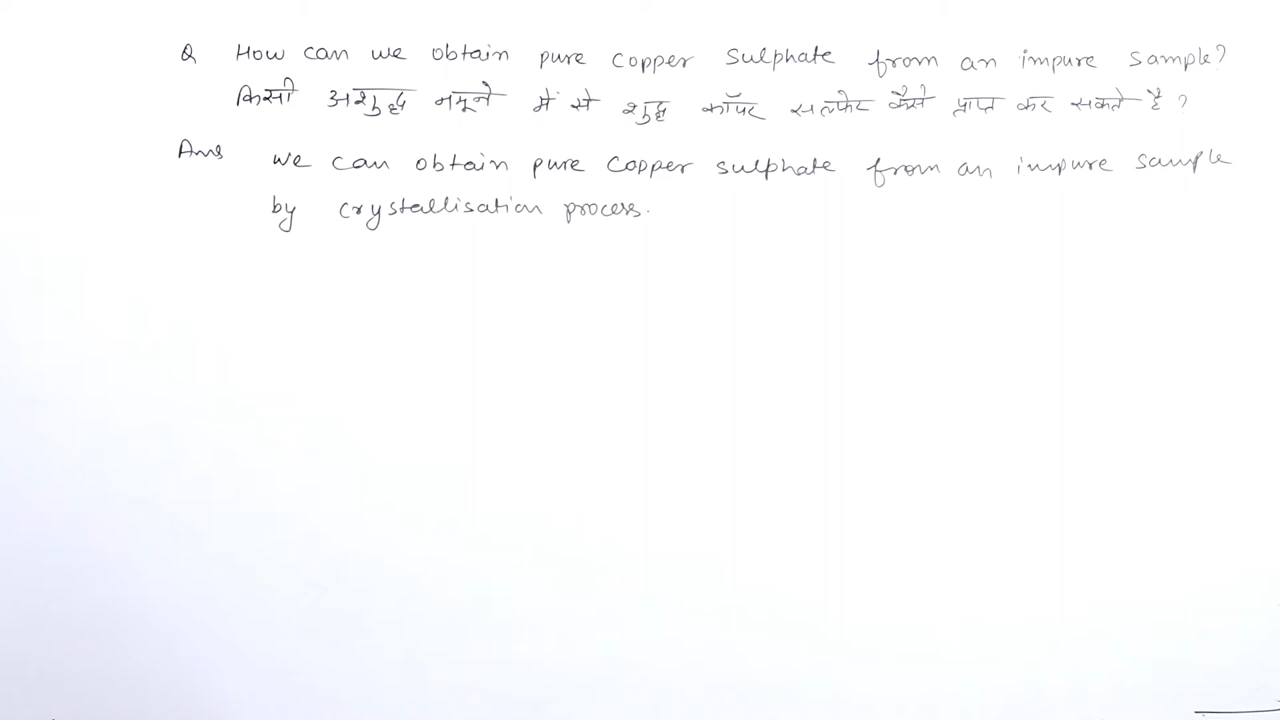 Q How can we obtain pure copper sulphate from an impure sample?
किसी अशुद्ध नमूने में से शुद्ध कॉपर सल्फेट कैसे प्राप्त कर सकते है ?
Ans we can obtain pure copper sulphate from an impure sample
by crystallisation process.